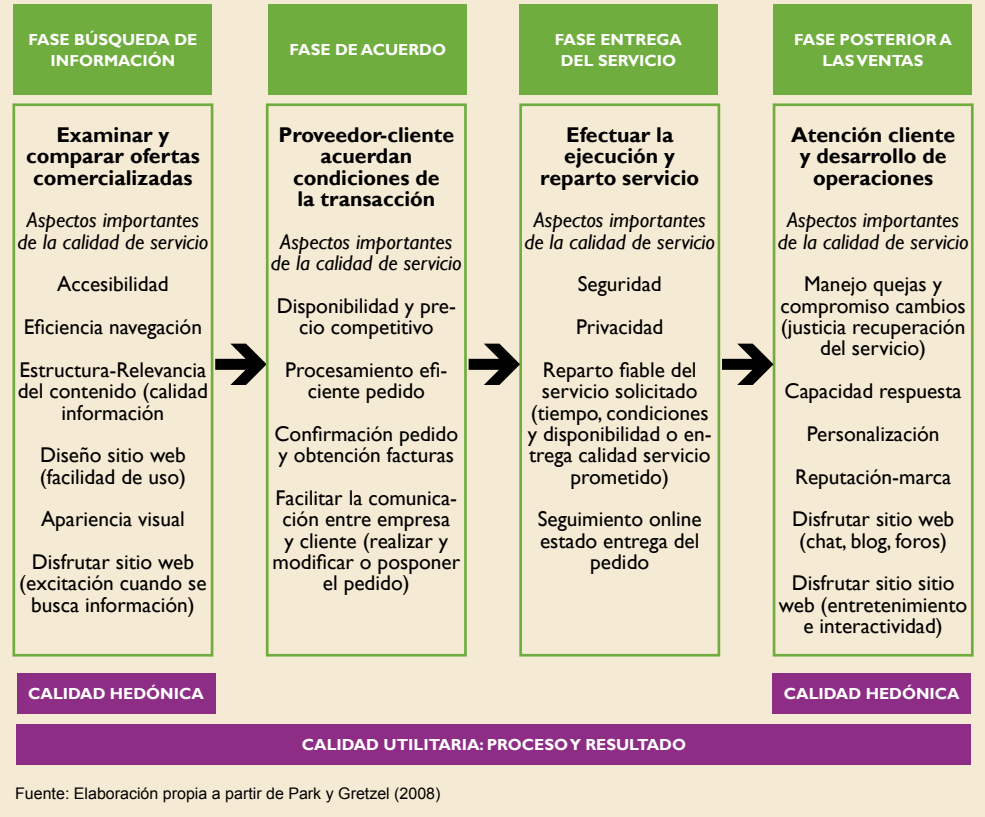 FASE BÚSQUEDA DE
INFORMACIÓN
Examinar y
comparar ofertas
comercializadas
Aspectos importantes
de la calidad de servicio
Accesibilidad
Eficiencia navegación
Estructura-Relevancia
del contenido (calidad
información
Diseño sitio web
(facilidad de uso)
Apariencia visual
Disfrutar sitio web
(excitación cuando se
busca información)
FASE DE ACUERDO
Proveedor-cliente
acuerdan
condiciones de
la transacción
Aspectos importantes
de la calidad de servicio
Disponibilidad y pre-
cio competitivo
Procesamiento efi-
ciente pedido
Confirmación pedido
y obtención facturas
Facilitar la comunica-
ción entre empresa
y cliente (realizar y
modificar o posponer
el pedido)
FASE ENTREGA
DEL SERVICIO
Efectuar la
ejecución y
reparto servicio
Aspectos importantes
de la calidad de servicio
Seguridad
Privacidad
Reparto fiable del
servicio solicitado
(tiempo, condiciones
y disponibilidad o en-
trega calidad servicio
prometido)
Seguimiento online
estado entrega del
pedido
FASE POSTERIOR A
LAS VENTAS
Atención cliente
y desarrollo de
operaciones
Aspectos importantes
de la calidad de servicio
Manejo quejas y
compromiso cambios
(justicia recuperación
del servicio)
Capacidad respuesta
Personalización
Reputación-marca
Disfrutar sitio web
(chat, blog, foros)
Disfrutar sitio sitio
web (entretenimiento
e interactividad)
CALIDAD HEDÓNICA
CALIDAD HEDÓNICA
CALIDAD UTILITARIA: PROCESO Y RESULTADO
Fuente: Elaboración propia a partir de Park y Gretzel (2008)